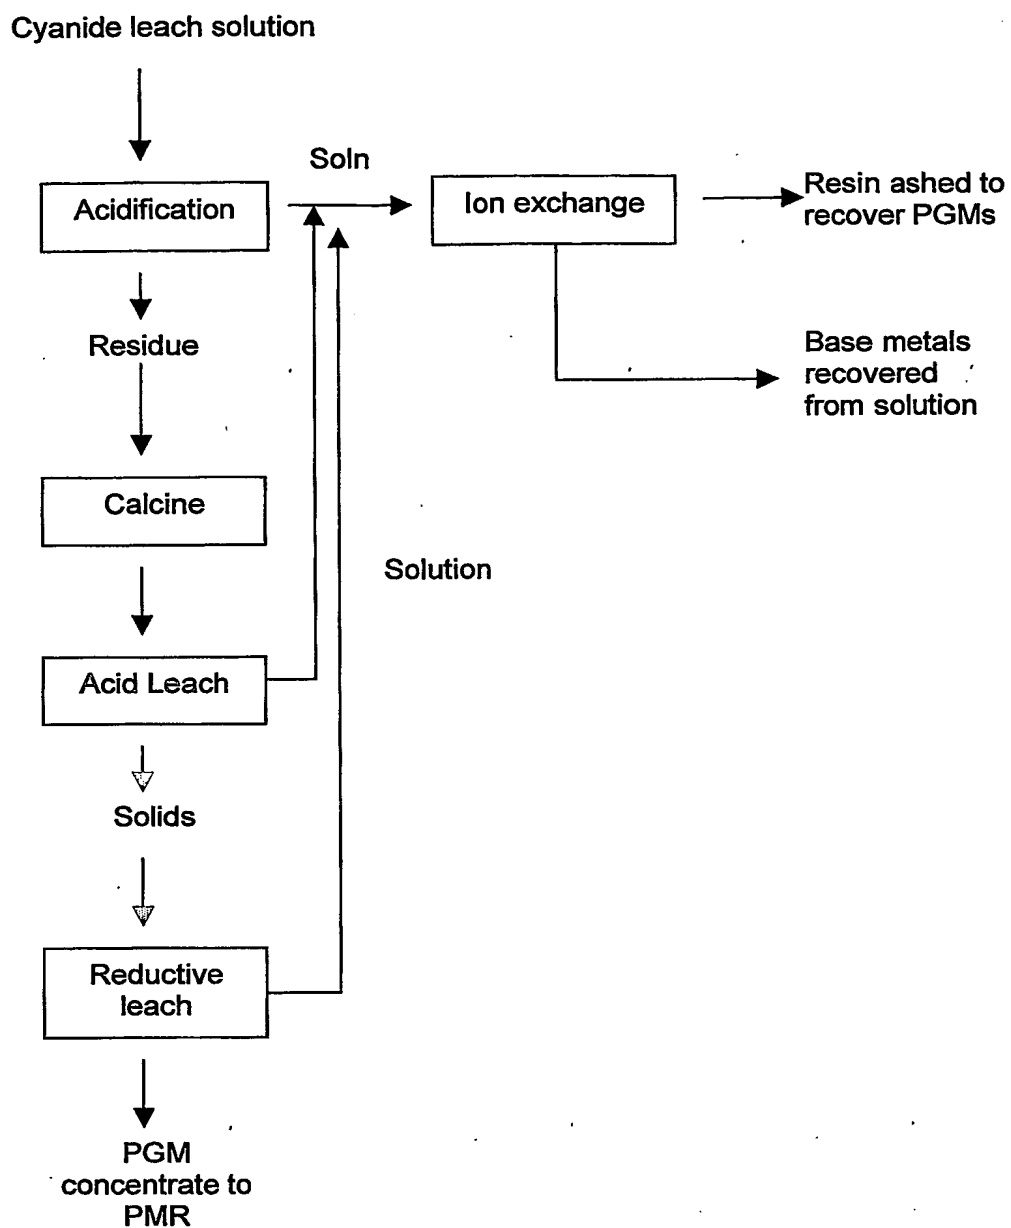 Cyanide leach solution
Soln
Acidification
Ion exchange
Resin ashed to
recover PGMs
Residue
Base metals
recovered
from solution
Calcine
Solution
Acid Leach
Solids
Reductive
leach
PGM
concentrate to
PMR